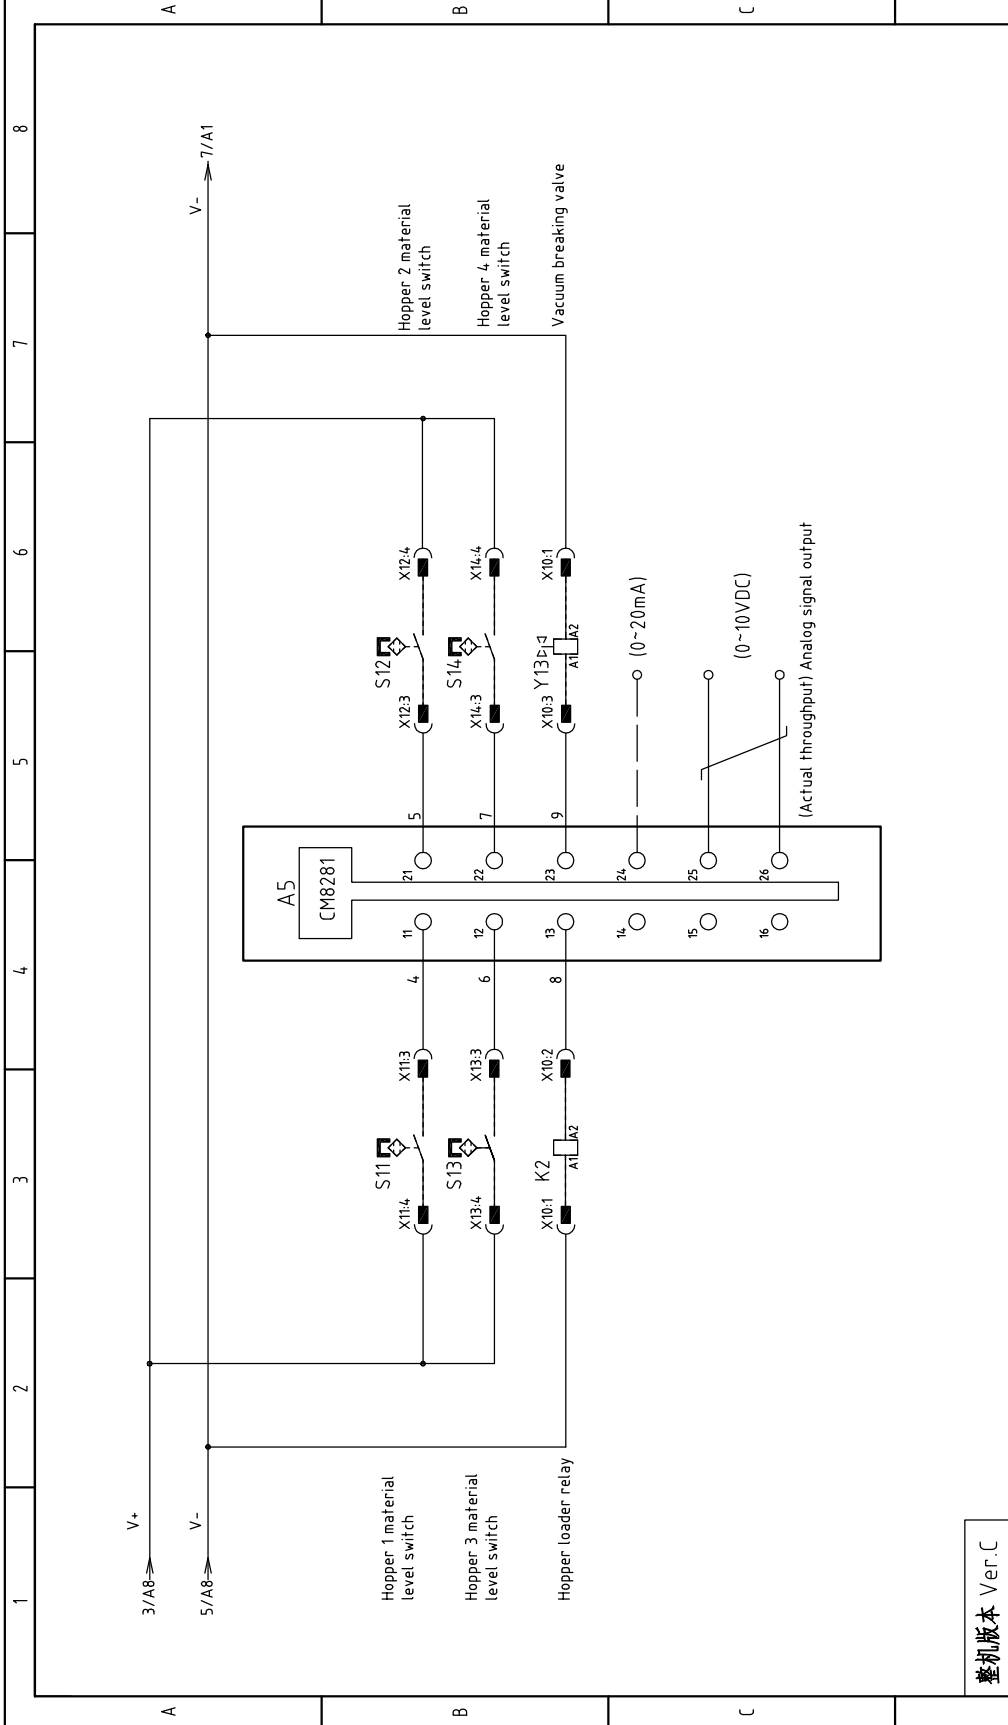 1
2
3
4
5
6
7
8
A
A
B
B
C
C
3/A8
V+
5/A8
V-
V-
7/A1
A5
CM8281
Hopper 1 material
level switch
S11
X11:4
X11:3
4
11
21
5
X12:3
S12
X12:4
Hopper 2 material
level switch
Hopper 3 material
level switch
S13
X13:4
X13:3
6
12
22
7
X14:3
S14
X14:4
Hopper 4 material
level switch
Hopper loader relay
X10:1
K2
A1
A2
X10:2
8
13
23
9
X10:3
Y13
A1
A2
X10:1
Vacuum breaking valve
14
24
(0~20mA)
15
25
(0~10VDC)
16
26
(Actual throughput) Analog signal output
整机版本 Ver.C